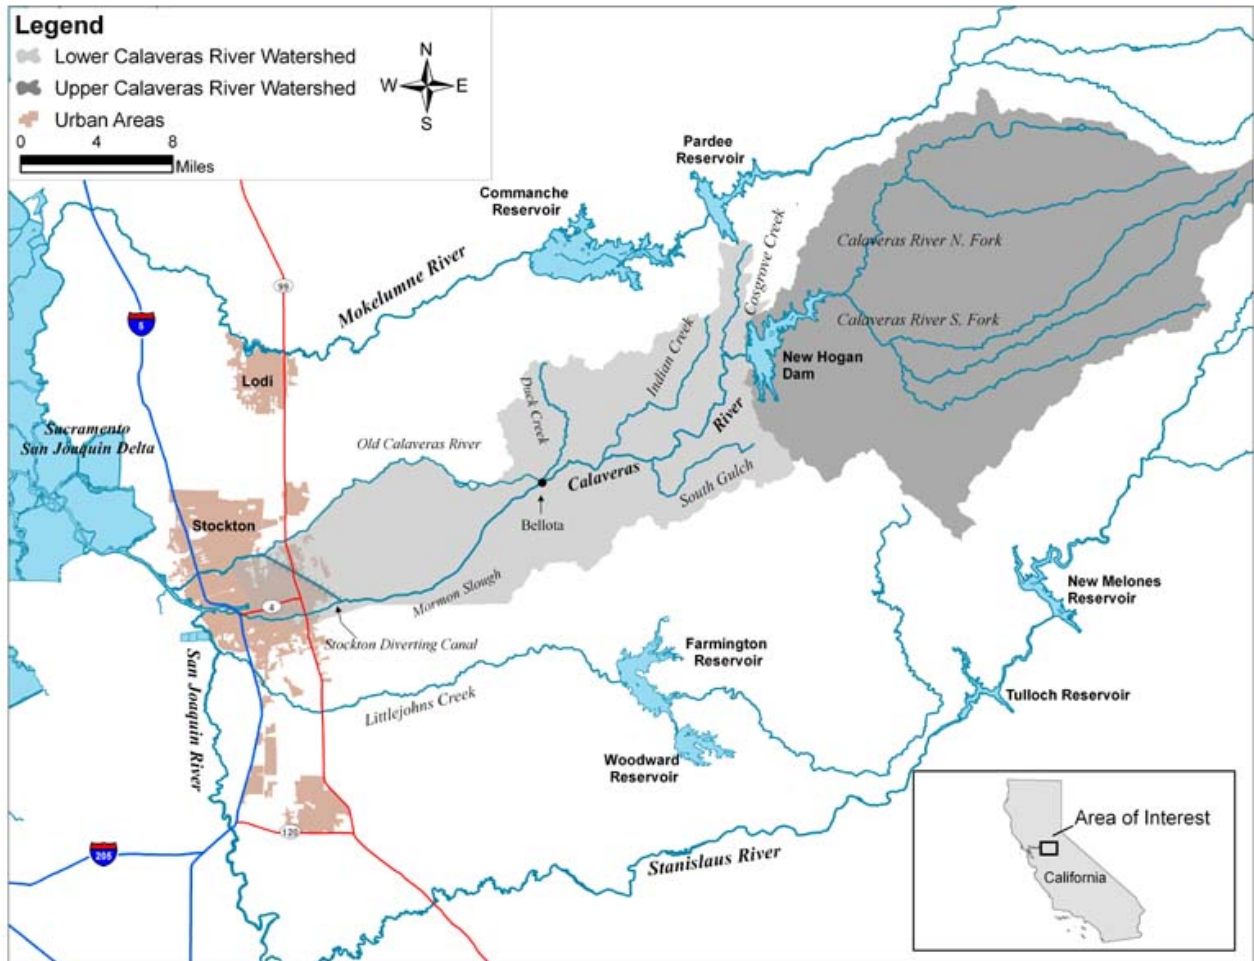 Legend
Lower Calaveras River Watershed
Upper Calaveras River Watershed
Urban Areas
0 4 8
Miles
N
W E
S
Pardee
Reservoir
Commanche
Reservoir
Mokelumne River
Cosgrove Creek
Calaveras River N. Fork
Calaveras River S. Fork
99
5
Lodi
Indian Creek
New Hogan
Dam
Duck Creek
River
Sacramento
San Joaquin Delta
Old Calaveras River
Calaveras
South Gulch
Stockton
Bellota
4
Mormon Slough
Stockton Diverting Canal
New Melones
Reservoir
San Joaquin River
Farmington
Reservoir
Littlejohns Creek
Tulloch Reservoir
Woodward
Reservoir
120
205
Stanislaus River
Area of Interest
California